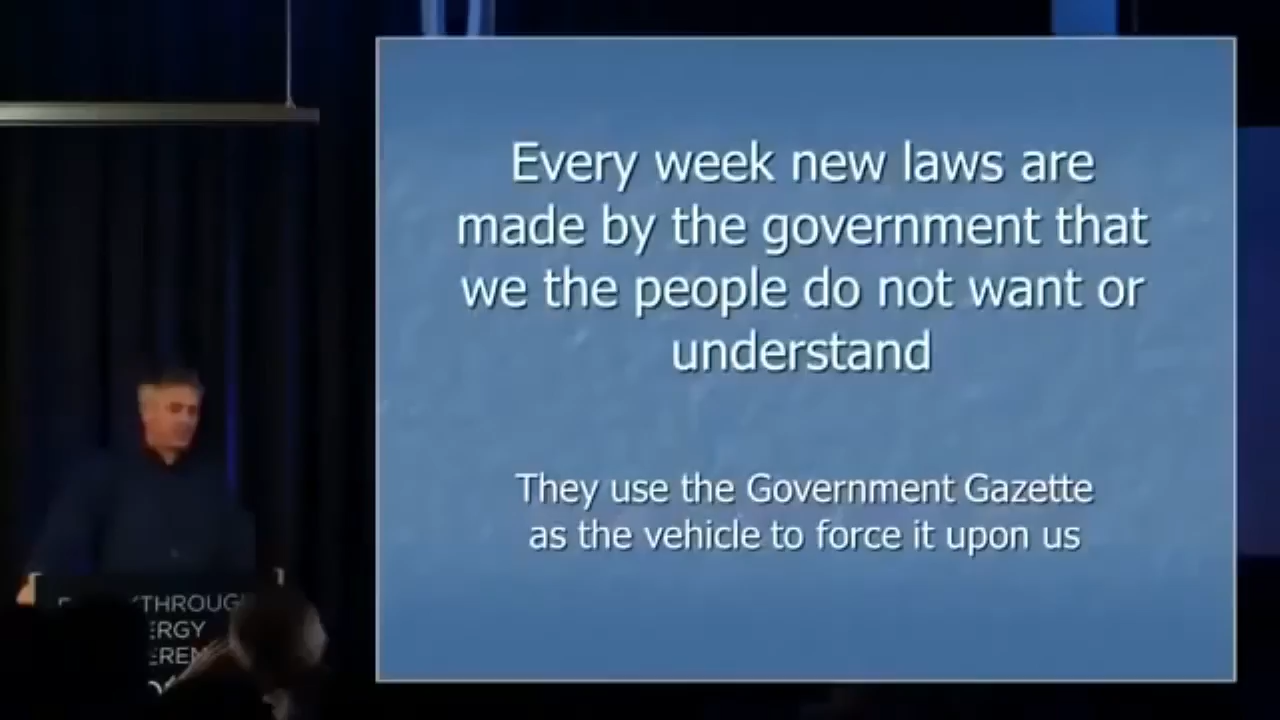 Every week new laws are
made by the government that
we the people do not want or
understand
They use the Government Gazette
as the vehicle to force it upon us